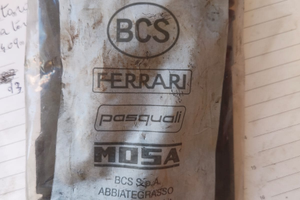 BCS
FERRARI
pasquali
MOSA
BCS S.p.A.
ABBIATEGRASSO